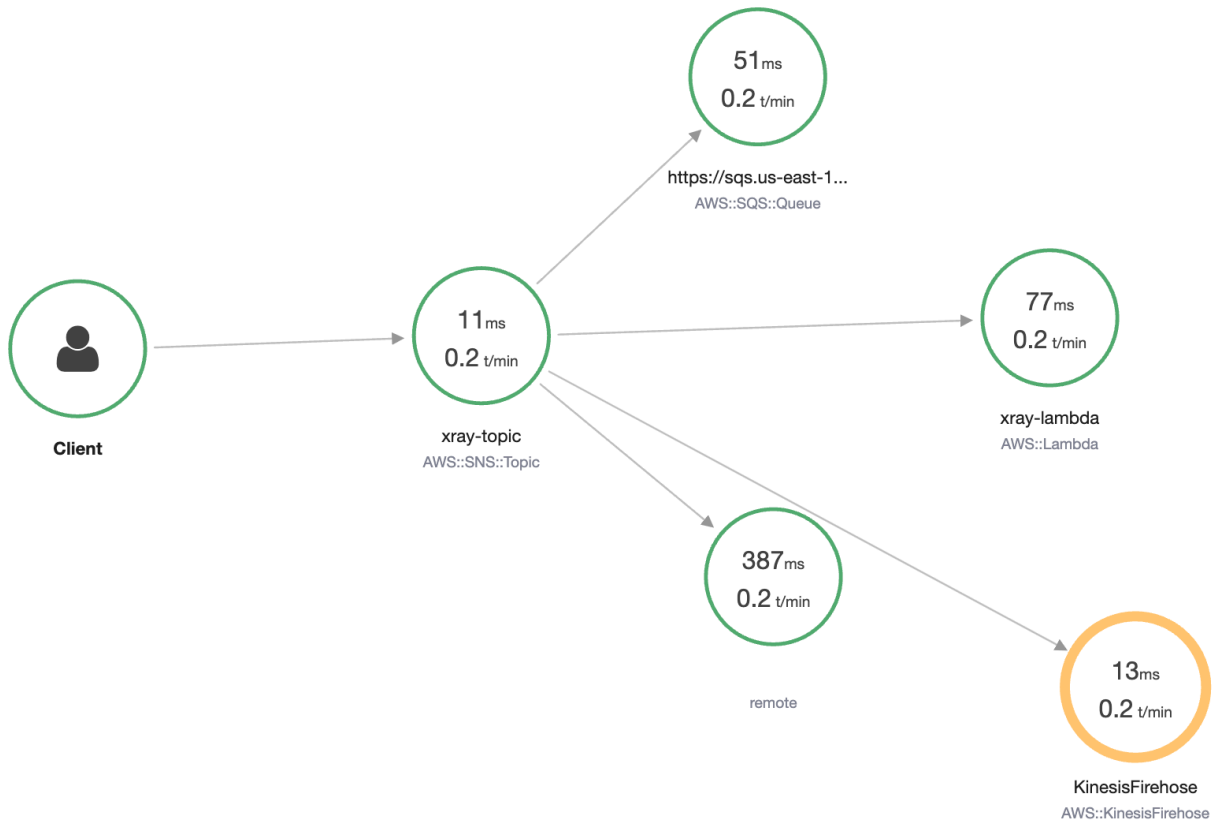 51ms
0.2 t/min
https://sqs.us-east-1...
AWS::SQS::Queue
Client
11ms
0.2 t/min
xray-topic
AWS::SNS::Topic
77ms
0.2 t/min
xray-lambda
AWS::Lambda
387ms
0.2 t/min
remote
13ms
0.2 t/min
KinesisFirehose
AWS::KinesisFirehose